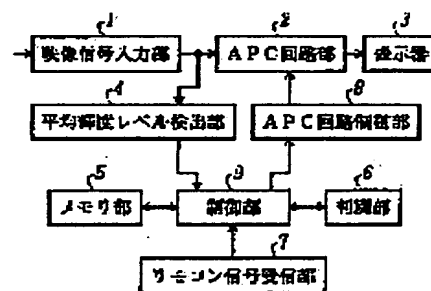 1
2
3
映像信号入力部
APC回路部
表示器
4
8
平均輝度レベル検出部
APC回路制御部
5
9
6
メモリ部
制御部
判別部
7
リモコン信号受信部